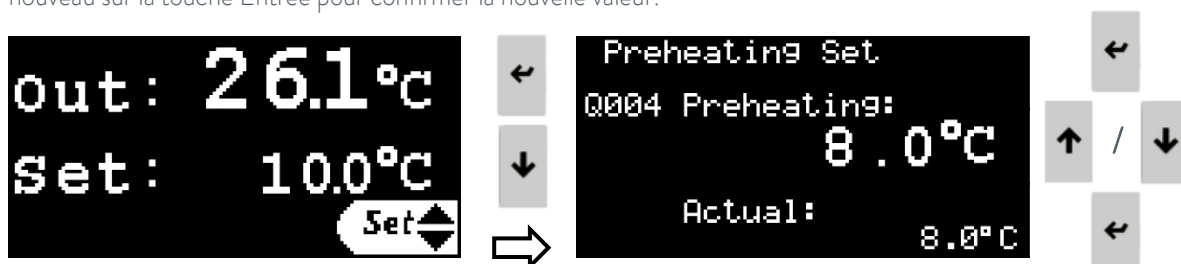 nouveau sur la touche Entrée pour confirmer la nouvelle valeur.
Out: 26.1°C
Set: 10.0°C
Set
Preheating Set
Q004 Preheating:
8.0°C
Actual:
8.0°C
/